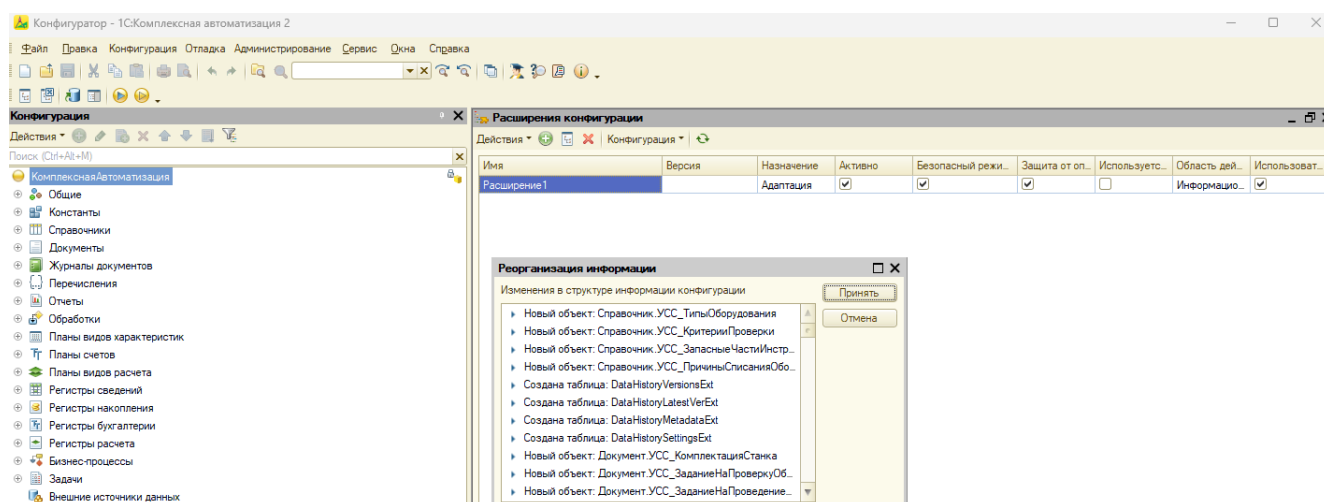 Конфигуратор - 1С:Комплексная автоматизация 2
Файл Правка Конфигурация Отладка Администрирование Сервис Окна Справка
Конфигурация
Действия
Поиск (Ctrl+Alt+M)
КомплекснаяАвтоматизация
Общие
Константы
Справочники
Документы
Журналы документов
Перечисления
Отчеты
Обработки
Планы видов характеристик
Планы счетов
Планы видов расчета
Регистры сведений
Регистры накопления
Регистры бухгалтерии
Регистры расчета
Бизнес-процессы
Задачи
Внешние источники данных
Расширения конфигурации
Действия Конфигурация
Имя Версия Назначение Активно Безопасный режи... Защита от оп... Используетс... Область дей... Использоват...
Расширение1 Адаптация Информацио...
Реорганизация информации
Изменения в структуре информации конфигурации
Принять
Отмена
Новый объект: Справочник.УСС_ТипыОборудования
Новый объект: Справочник.УСС_КритерииПроверки
Новый объект: Справочник.УСС_ЗапасныеЧастиИнстр...
Новый объект: Справочник.УСС_ПричиныСписанияОбо...
Создана таблица: DataHistoryVersionsExt
Создана таблица: DataHistoryLatestVerExt
Создана таблица: DataHistoryMetadataExt
Создана таблица: DataHistorySettingsExt
Новый объект: Документ.УСС_КомплектацияСтанка
Новый объект: Документ.УСС_ЗаданиеНаПроверкуОб...
Новый объект: Документ.УСС_ЗаданиеНаПроведение...